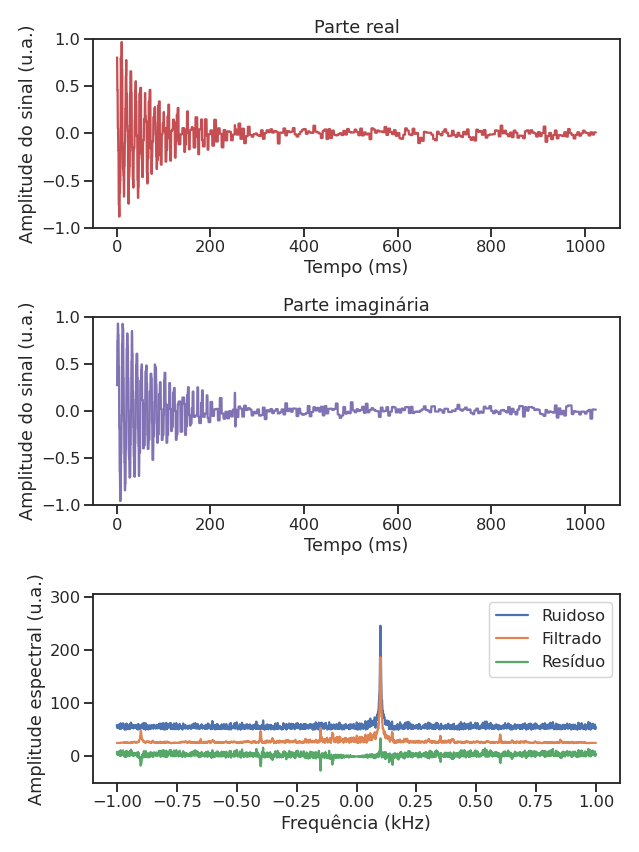 Parte real
Amplitude do sinal (u.a.)
1.0
0.5
0.0
−0.5
−1.0
0 200 400 600 800 1000
Tempo (ms)
Parte imaginária
Amplitude do sinal (u.a.)
1.0
0.5
0.0
−0.5
−1.0
0 200 400 600 800 1000
Tempo (ms)
Amplitude espectral (u.a.)
300
200
100
0
Ruidoso
Filtrado
Resíduo
−1.00 −0.75 −0.50 −0.25 0.00 0.25 0.50 0.75 1.00
Frequência (kHz)